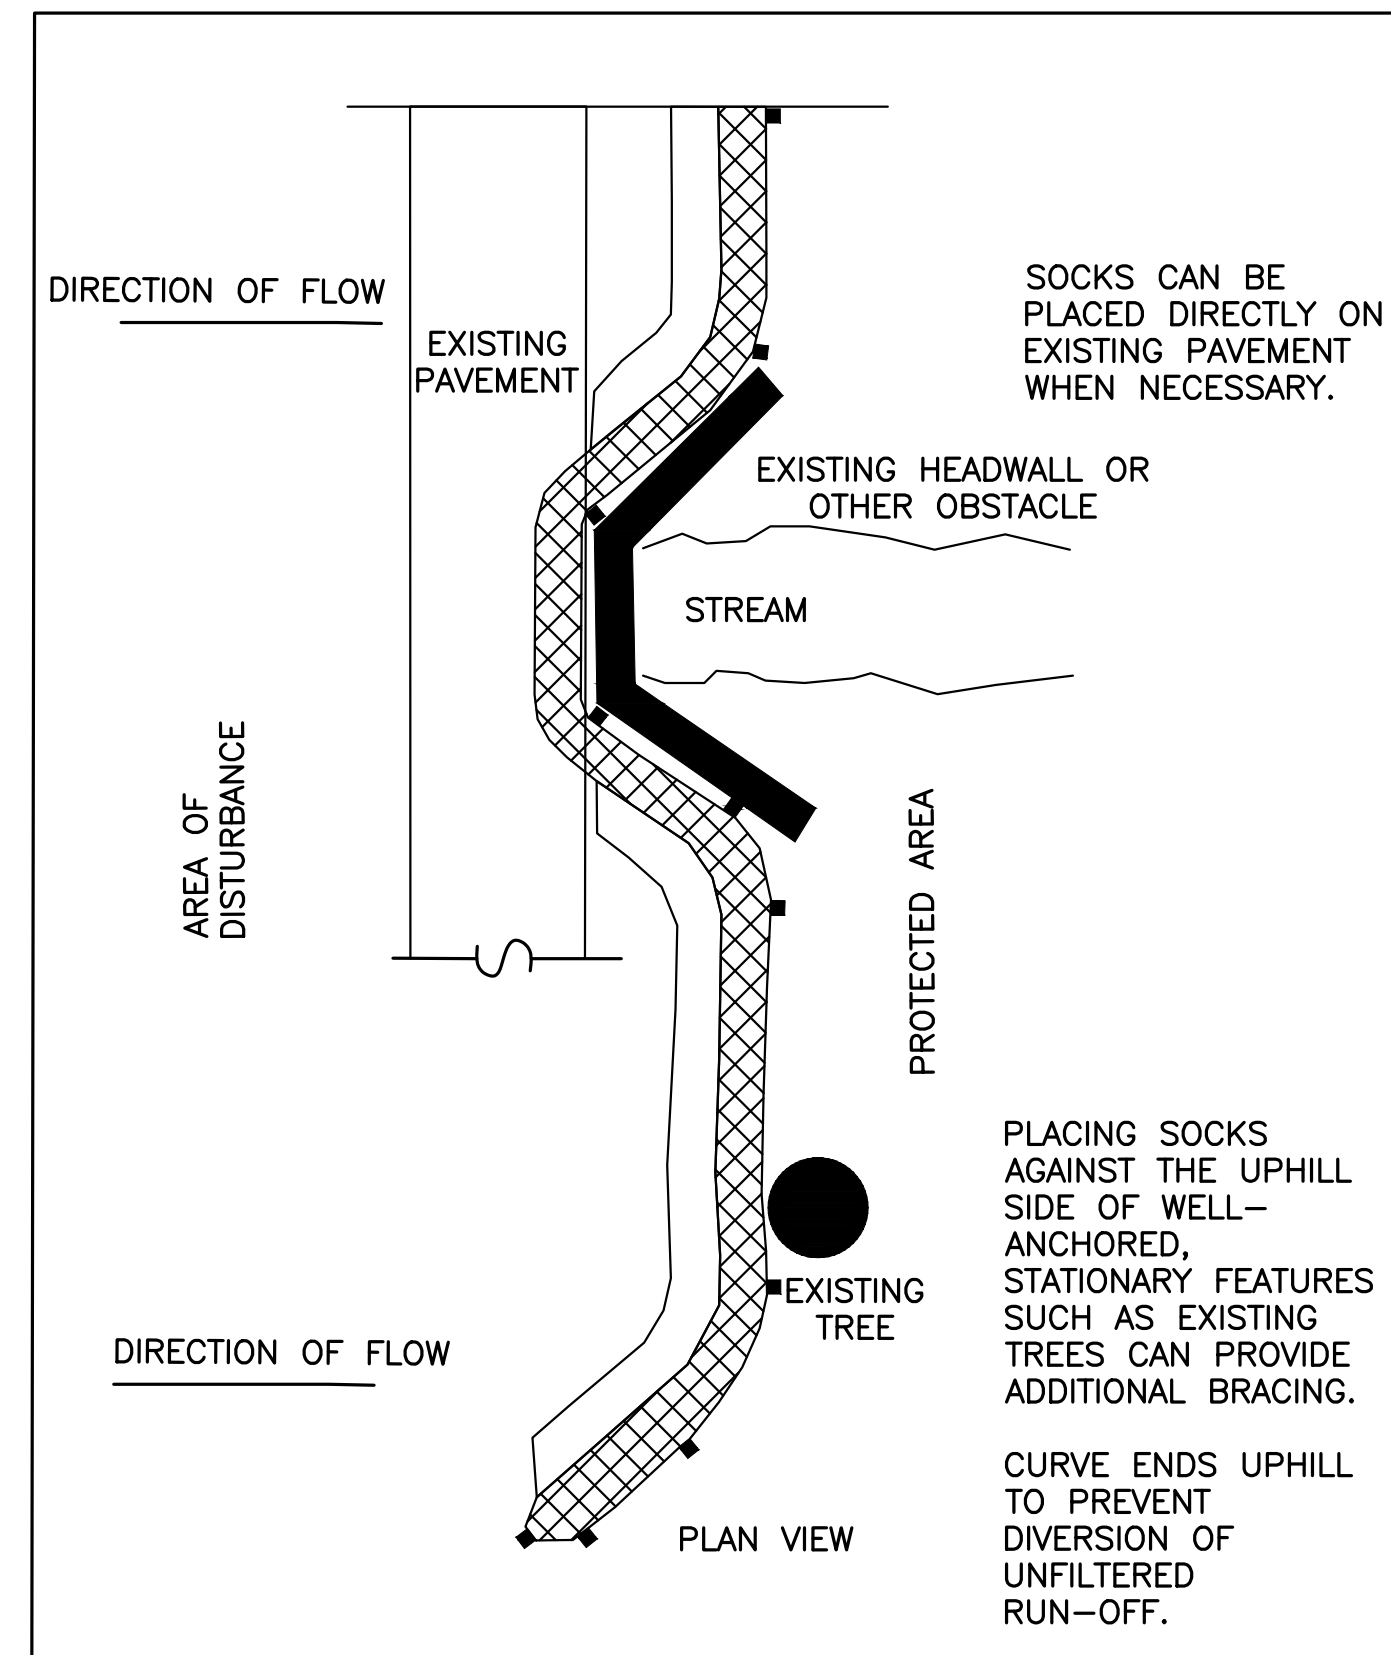 DIRECTION OF FLOW
EXISTING
PAVEMENT
SOCKS CAN BE
PLACED DIRECTLY ON
EXISTING PAVEMENT
WHEN NECESSARY.
EXISTING HEADWALL OR
OTHER OBSTACLE
STREAM
AREA OF
DISTURBANCE
PROTECTED AREA
EXISTING
TREE
PLACING SOCKS
AGAINST THE UPHILL
SIDE OF WELL-
ANCHORED,
STATIONARY FEATURES
SUCH AS EXISTING
TREES CAN PROVIDE
ADDITIONAL BRACING.
DIRECTION OF FLOW
CURVE ENDS UPHILL
TO PREVENT
DIVERSION OF
UNFILTERED
RUN-OFF.
PLAN VIEW